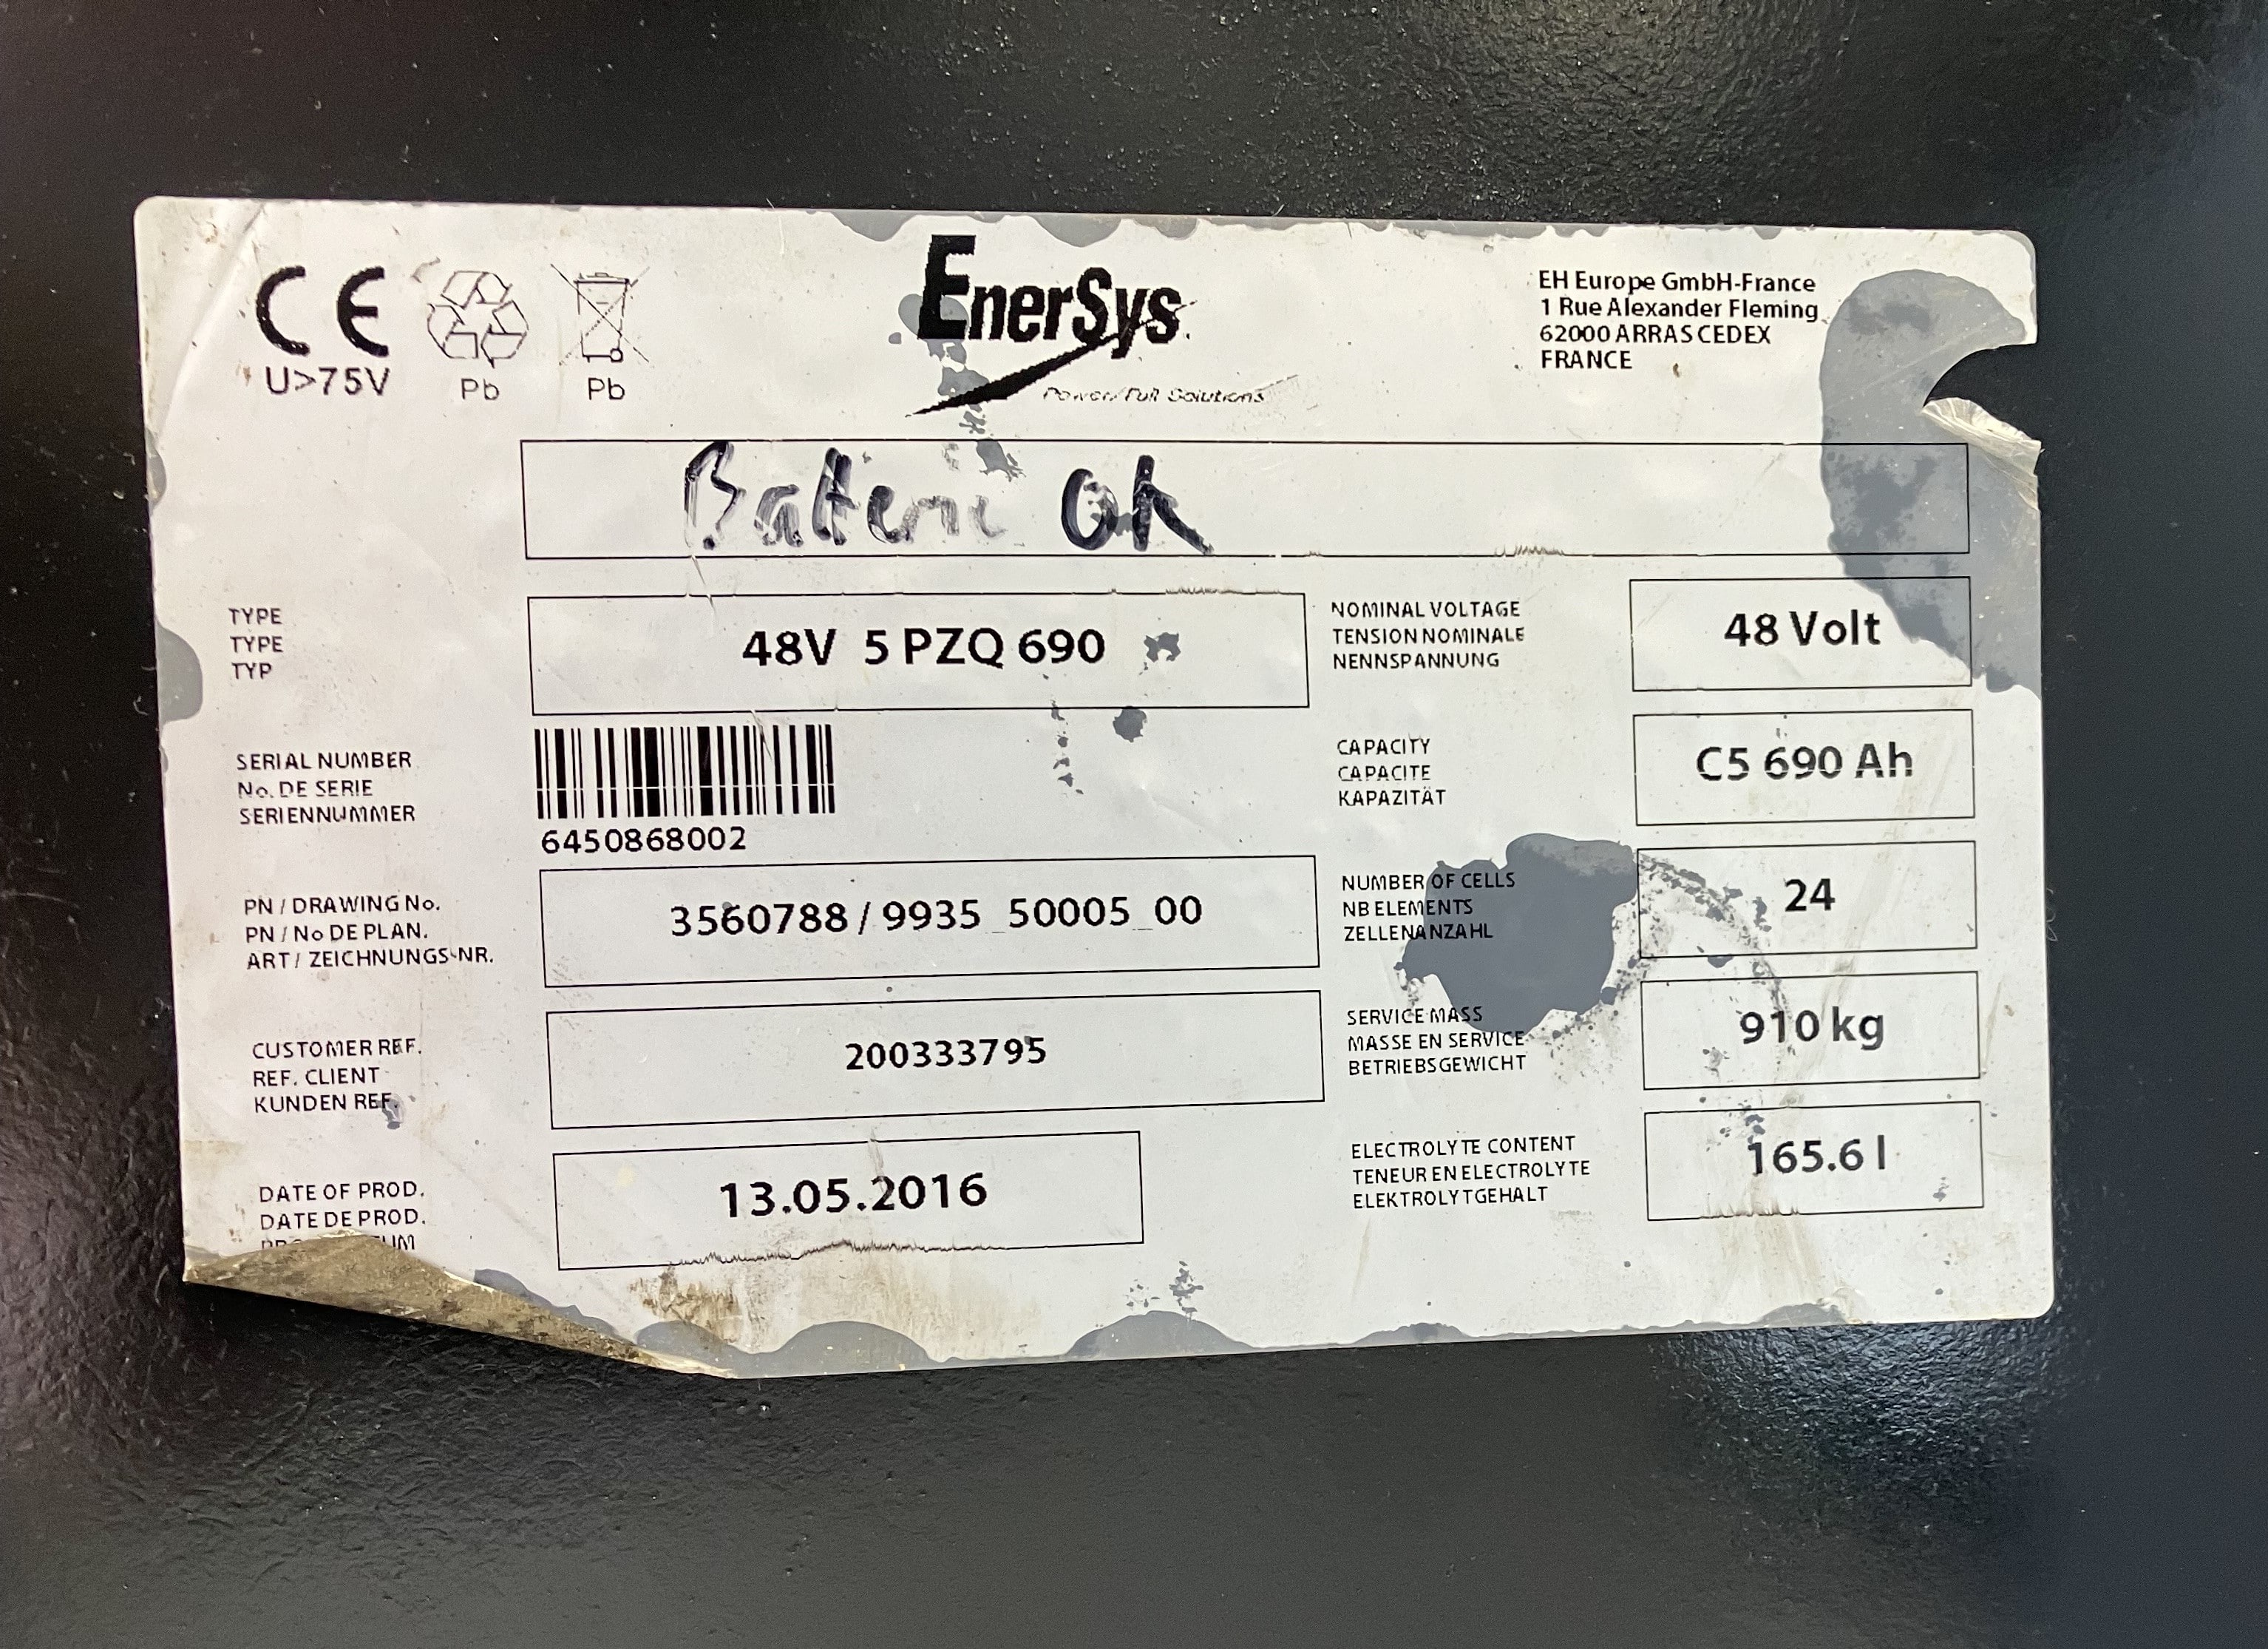 CE
U>75V
Pb
Pb
EnerSys
Power/Full Solutions
EH Europe GmbH-France
1 Rue Alexander Fleming
62000 ARRAS CEDEX
FRANCE
Batterie ok
TYPE
TYPE
TYP
48V 5 PZQ 690
NOMINAL VOLTAGE
TENSION NOMINALE
NENNSPANNUNG
48 Volt
SERIAL NUMBER
No. DE SERIE
SERIENNUMMER
6450868002
CAPACITY
CAPACITE
KAPAZITÄT
C5 690 Ah
PN / DRAWING No.
PN / No DE PLAN.
ART / ZEICHNUNGS-NR.
3560788 / 9935_50005_00
NUMBER OF CELLS
NB ELEMENTS
ZELLENANZAHL
24
CUSTOMER REF.
REF. CLIENT
KUNDEN REF.
200333795
SERVICE MASS
MASSE EN SERVICE
BETRIEBSGEWICHT
910 kg
DATE OF PROD.
DATE DE PROD.
13.05.2016
ELECTROLYTE CONTENT
TENEUR EN ELECTROLYTE
ELEKTROLYTGEHALT
165.6 l